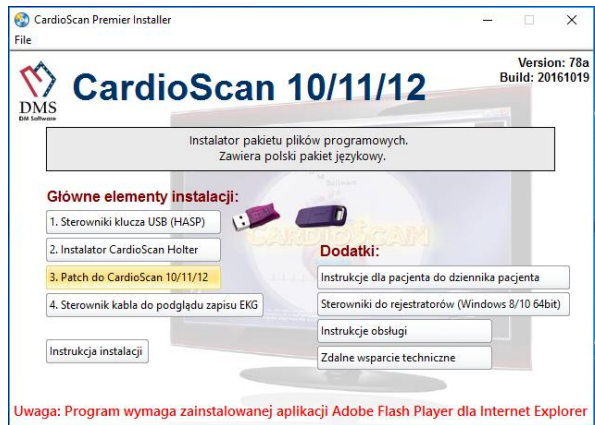 CardioScan Premier Installer
File
Version: 78a
Build: 20161019
DMS
DM Software
CardioScan 10/11/12
Instalator pakietu plików programowych.
Zawiera polski pakiet językowy.
Główne elementy instalacji:
1. Sterowniki klucza USB (HASP)
2. Instalator CardioScan Holter
3. Patch do CardioScan 10/11/12
4. Sterownik kabla do podglądu zapisu EKG
Instrukcja instalacji
CARDIOSCAN
Dodatki:
Instrukcje dla pacjenta do dziennika pacjenta
Sterowniki do rejestratorów (Windows 8/10 64bit)
Instrukcje obsługi
Zdalne wsparcie techniczne
Uwaga: Program wymaga zainstalowanej aplikacji Adobe Flash Player dla Internet Explorer